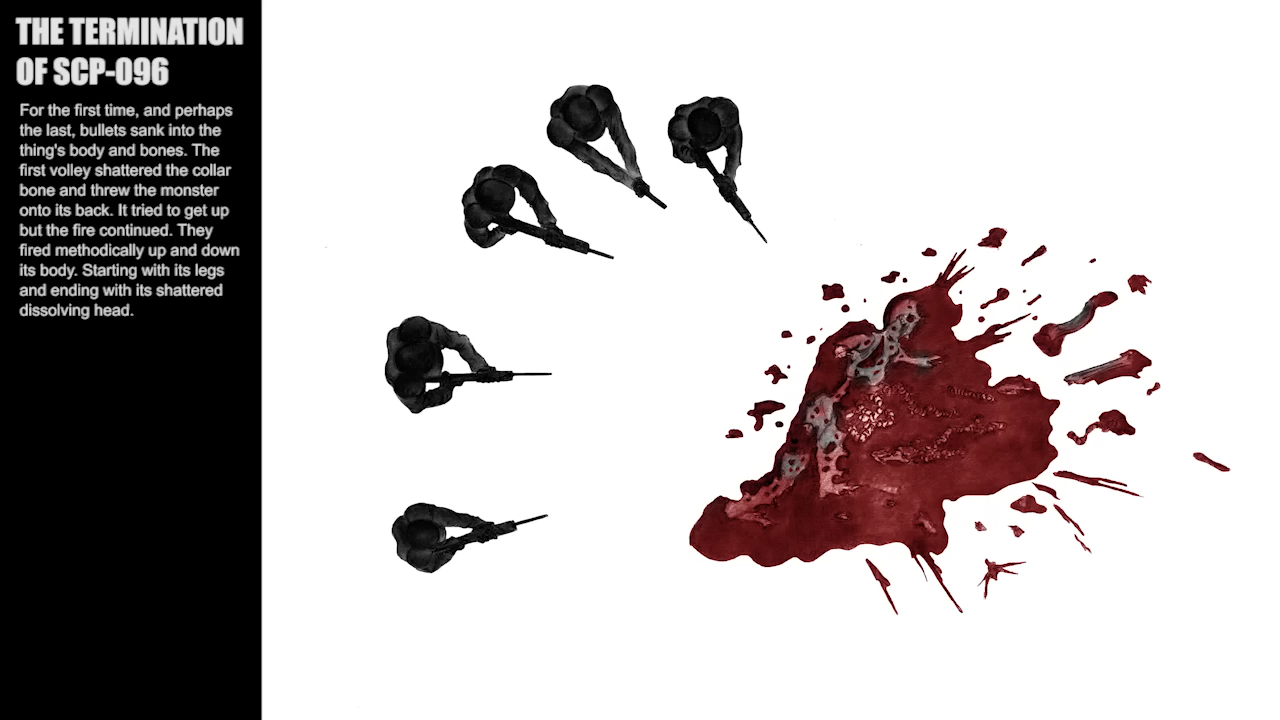 THE TERMINATION
OF SCP-096
For the first time, and perhaps
the last, bullets sank into the
thing's body and bones. The
first volley shattered the collar
bone and threw the monster
onto its back. It tried to get up
but the fire continued. They
fired methodically up and down
its body. Starting with its legs
and ending with its shattered
dissolving head.